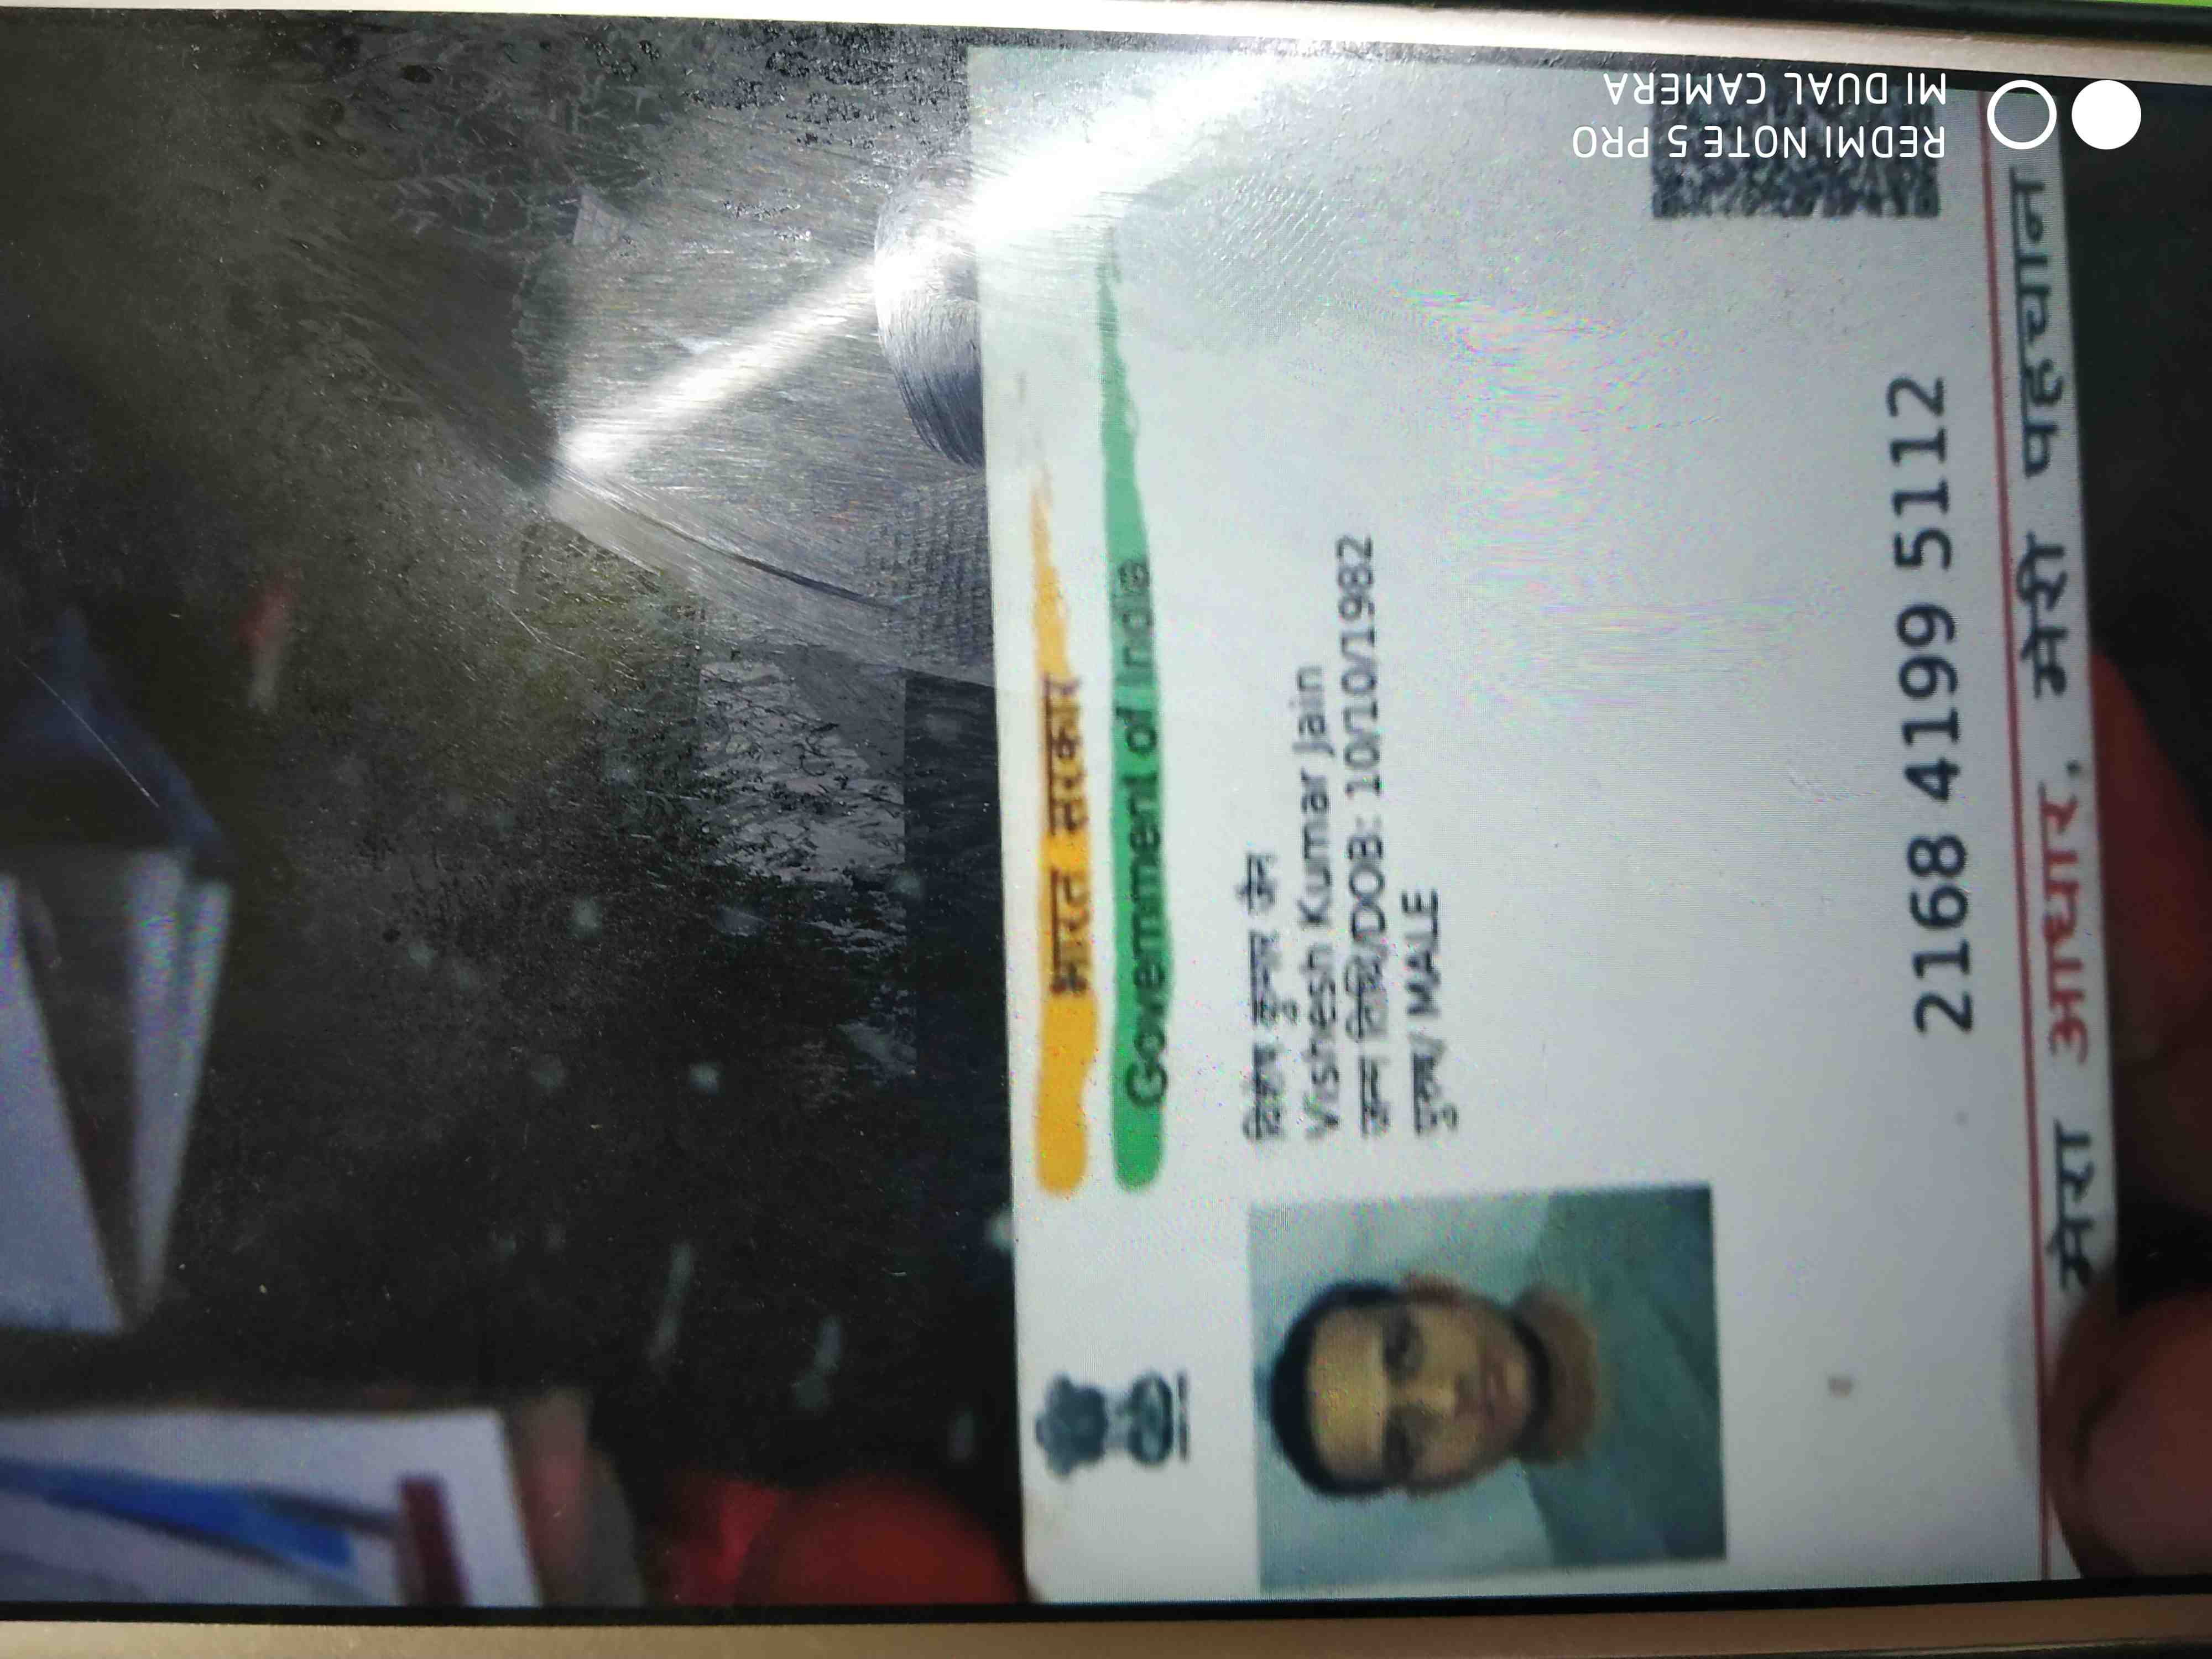 भारत सरकार
Government of India
विशेष कुमार जैन
Vishesh Kumar Jain
जन्म तिथि/DOB: 10/10/1982
पुरुष/ MALE
2168 4199 5112
मेरा आधार, मेरी पहचान
REDMI NOTE 5 PRO
MI DUAL CAMERA